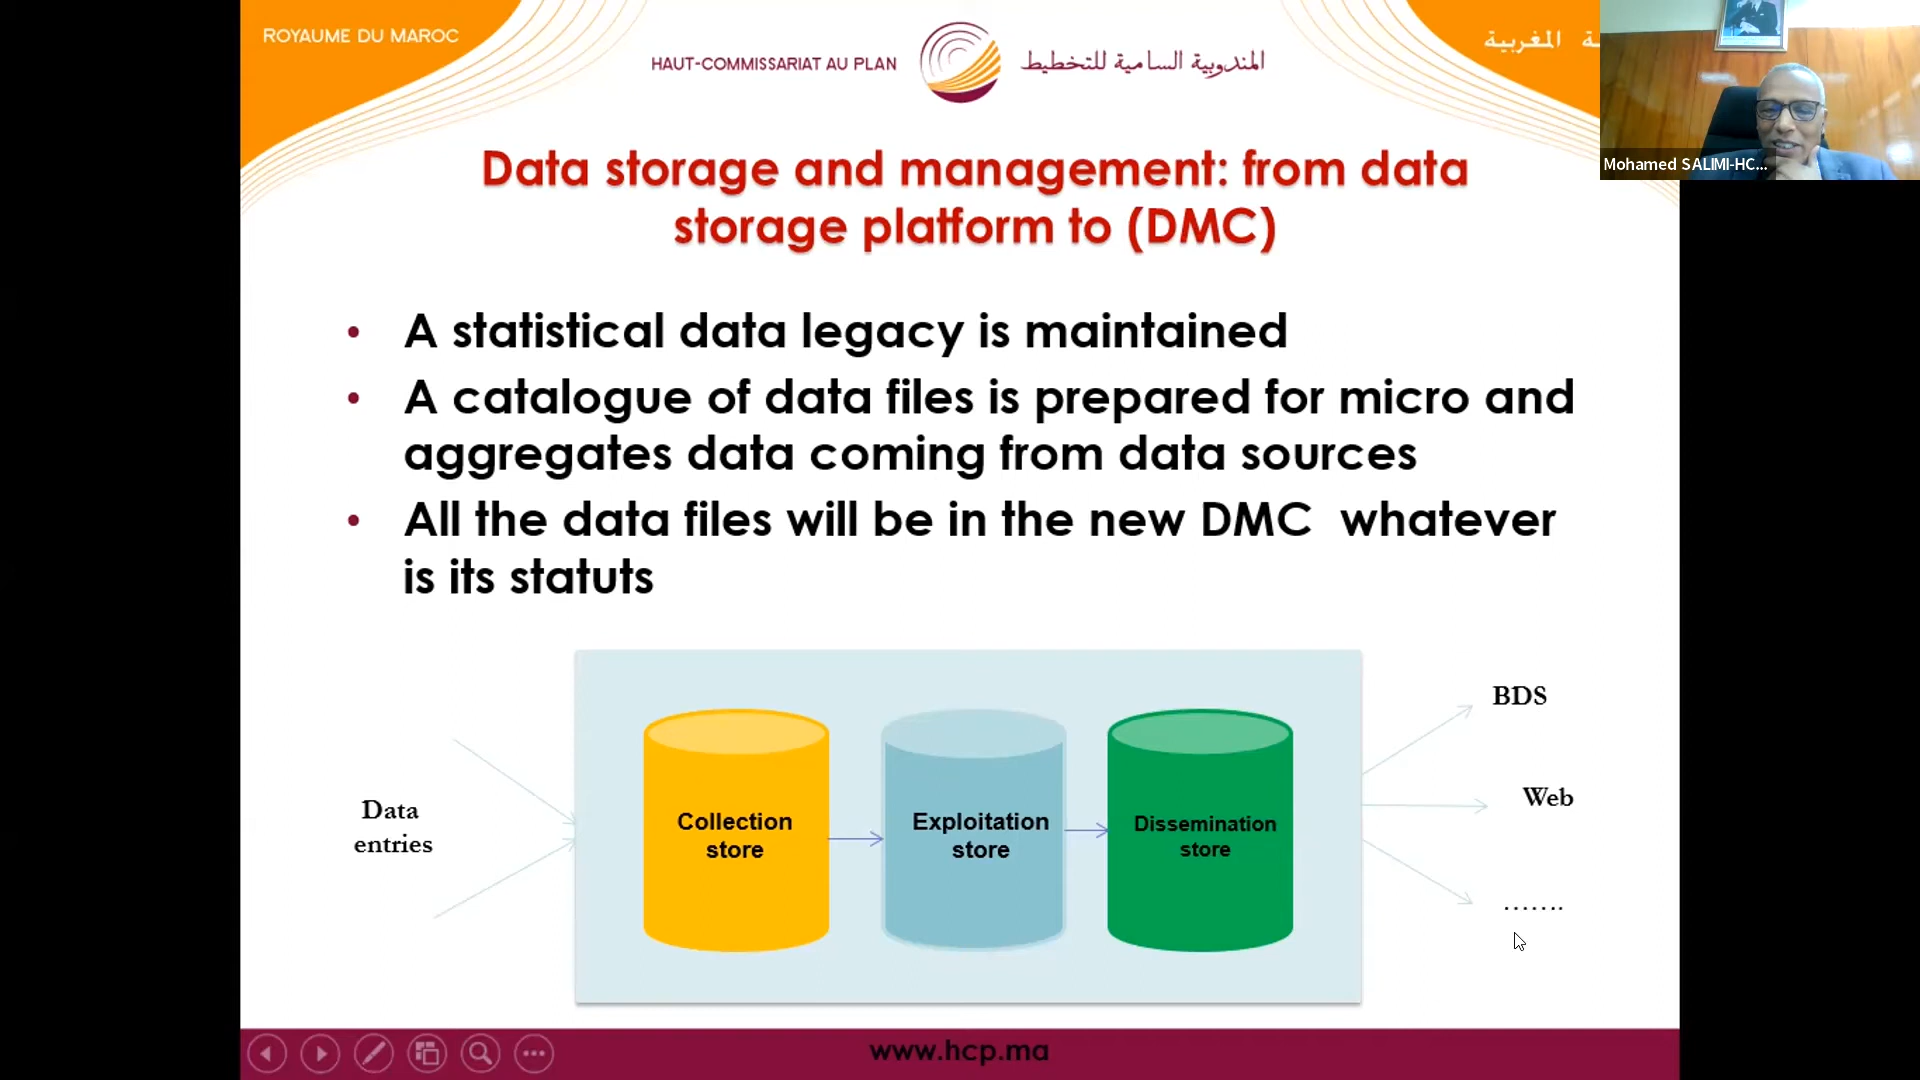 ROYAUME DU MAROC
HAUT-COMMISSARIAT AU PLAN
المندوبية السامية للتخطيط
المغربية
Mohamed SALIMI-HC...
Data storage and management: from data
storage platform to (DMC)
• A statistical data legacy is maintained
• A catalogue of data files is prepared for micro and
aggregates data coming from data sources
• All the data files will be in the new DMC whatever
is its statuts
Data
entries
Collection
store
Exploitation
store
Dissemination
store
BDS
Web
.......
www.hcp.ma